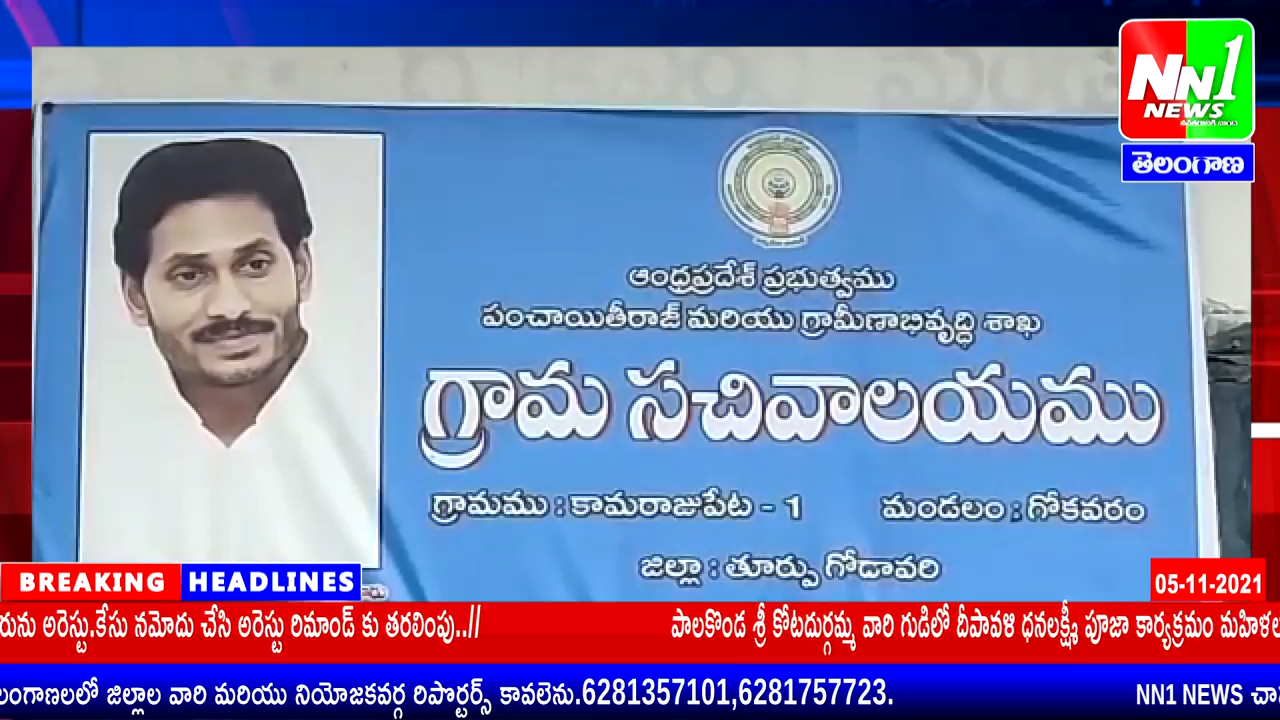 NN1
NEWS
తెలంగాణ
ఆంధ్రప్రదేశ్ ప్రభుత్వము
పంచాయితీరాజ్ మరియు గ్రామీణాభివృద్ధి శాఖ
గ్రామ సచివాలయము
గ్రామము : కామరాజుపేట - 1 మండలం : గోకవరం
జిల్లా : తూర్పు గోదావరి
BREAKING HEADLINES
05-11-2021
రును అరెస్టు.కేసు నమోదు చేసి అరెస్టు రిమాండ్ కు తరలింపు..// పాలకొండ శ్రీ కోటదుర్గమ్మ వారి గుడిలో దీపావళి ధనలక్ష్మీ పూజా కార్యక్రమం మహిళల
లంగాణలలో జిల్లాల వారి మరియు నియోజకవర్గ రిపొర్టర్స్ కావలెను.6281357101,6281757723. NN1 NEWS చా